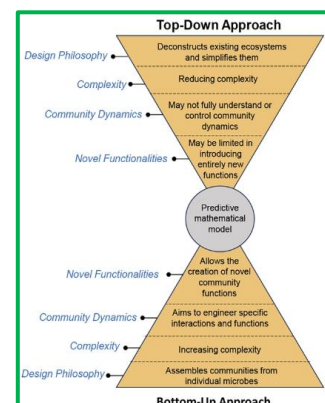 Top-Down Approach
Design Philosophy
Deconstructs existing ecosystems
and simplifies them
Complexity
Reducing complexity
Community Dynamics
May not fully understand or
control community
dynamics
Novel Functionalities
May be limited in
introducing
entirely new
functions
Predictive
mathematical
model
Novel Functionalities
Allows the
creation of novel
community
functions
Community Dynamics
Aims to engineer specific
interactions and functions
Complexity
Increasing complexity
Design Philosophy
Assembles communities from
individual microbes
Bottom-Up Approach